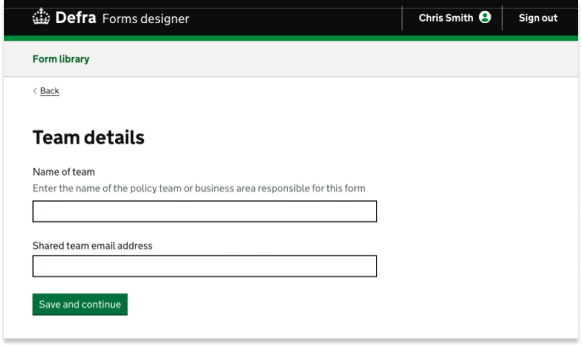 Defra Forms designer Chris Smith Sign out
Form library
< Back
Team details
Name of team
Enter the name of the policy team or business area responsible for this form
Shared team email address
Save and continue